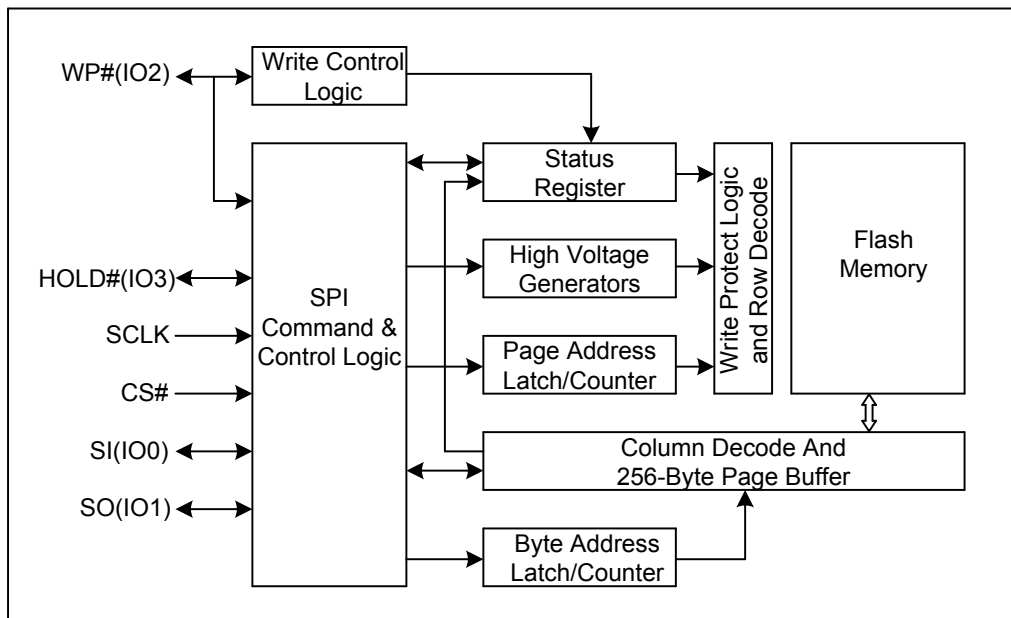 WP#(IO2)
Write Control
Logic
Status
Register
HOLD#(IO3)
SCLK
CS#
SI(IO0)
SO(IO1)
SPI
Command &
Control Logic
High Voltage
Generators
Page Address
Latch/Counter
Write Protect Logic
and Row Decode
Flash
Memory
Column Decode And
256-Byte Page Buffer
Byte Address
Latch/Counter